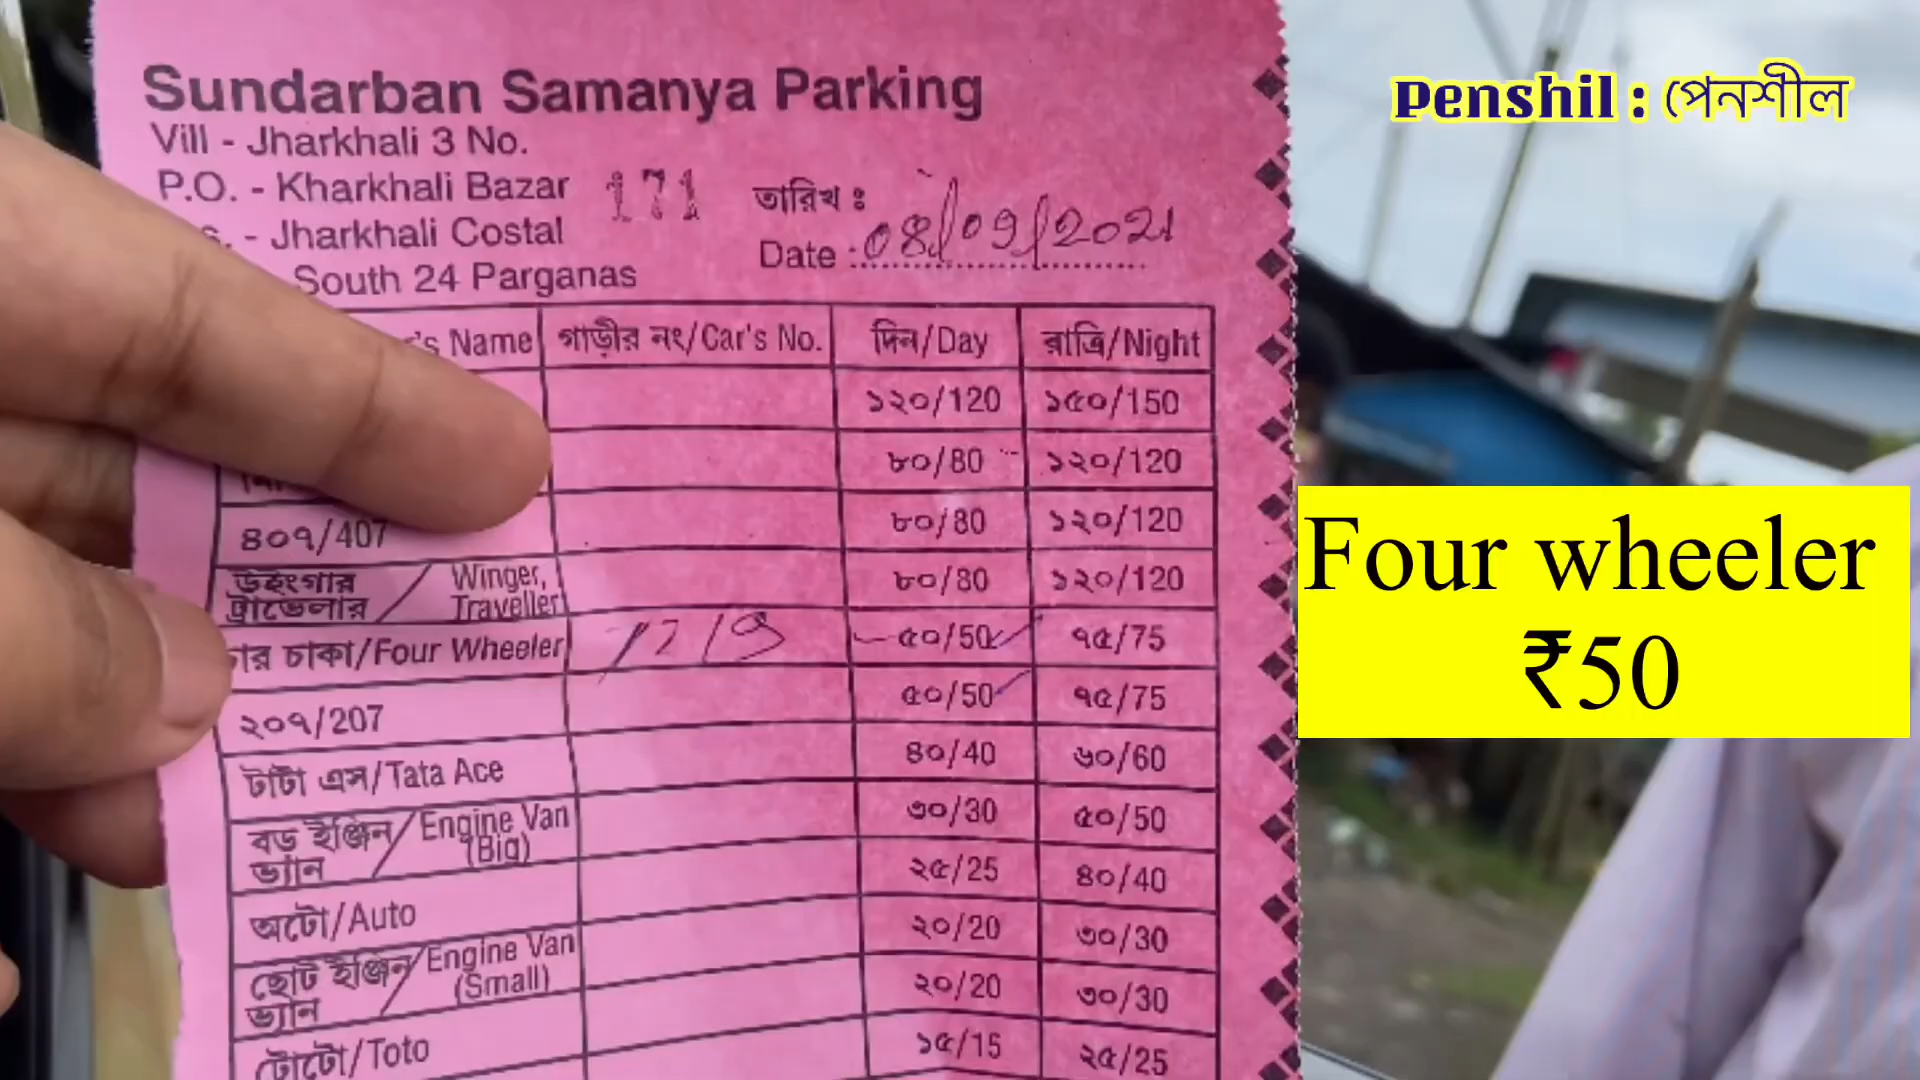 Sundarban Samanya Parking
Vill - Jharkhali 3 No.
P.O. - Kharkhali Bazar
171
তারিখ ঃ
s. - Jharkhali Costal
Date : 08/09/2021
South 24 Parganas
's Name গাড়ীর নং/Car's No. দিন/Day রাত্রি/Night
১২০/120 ১৫০/150
৮০/80 ১২০/120
৪০৭/407 ৮০/80 ১২০/120
উইংগার ট্রাভেলার / Winger, Traveller ৮০/80 ১২০/120
চার চাকা/Four Wheeler 1219 ৫০/50 ৭৫/75
২০৭/207 ৫০/50 ৭৫/75
টাটা এস/Tata Ace ৪০/40 ৬০/60
বড় ইঞ্জিন ভ্যান / Engine Van (Big) ৩০/30 ৫০/50
অটো/Auto ২৫/25 ৪০/40
ছোট ইঞ্জিন ভ্যান / Engine Van (Small) ২০/20 ৩০/30
টোটো/Toto ২০/20 ৩০/30
১৫/15 ২৫/25
Penshil : পেনশীল
Four wheeler
₹50